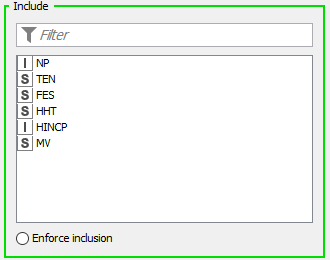 Include
Filter
I NP
S TEN
S FES
S HHT
I HINCP
S MV
Enforce inclusion